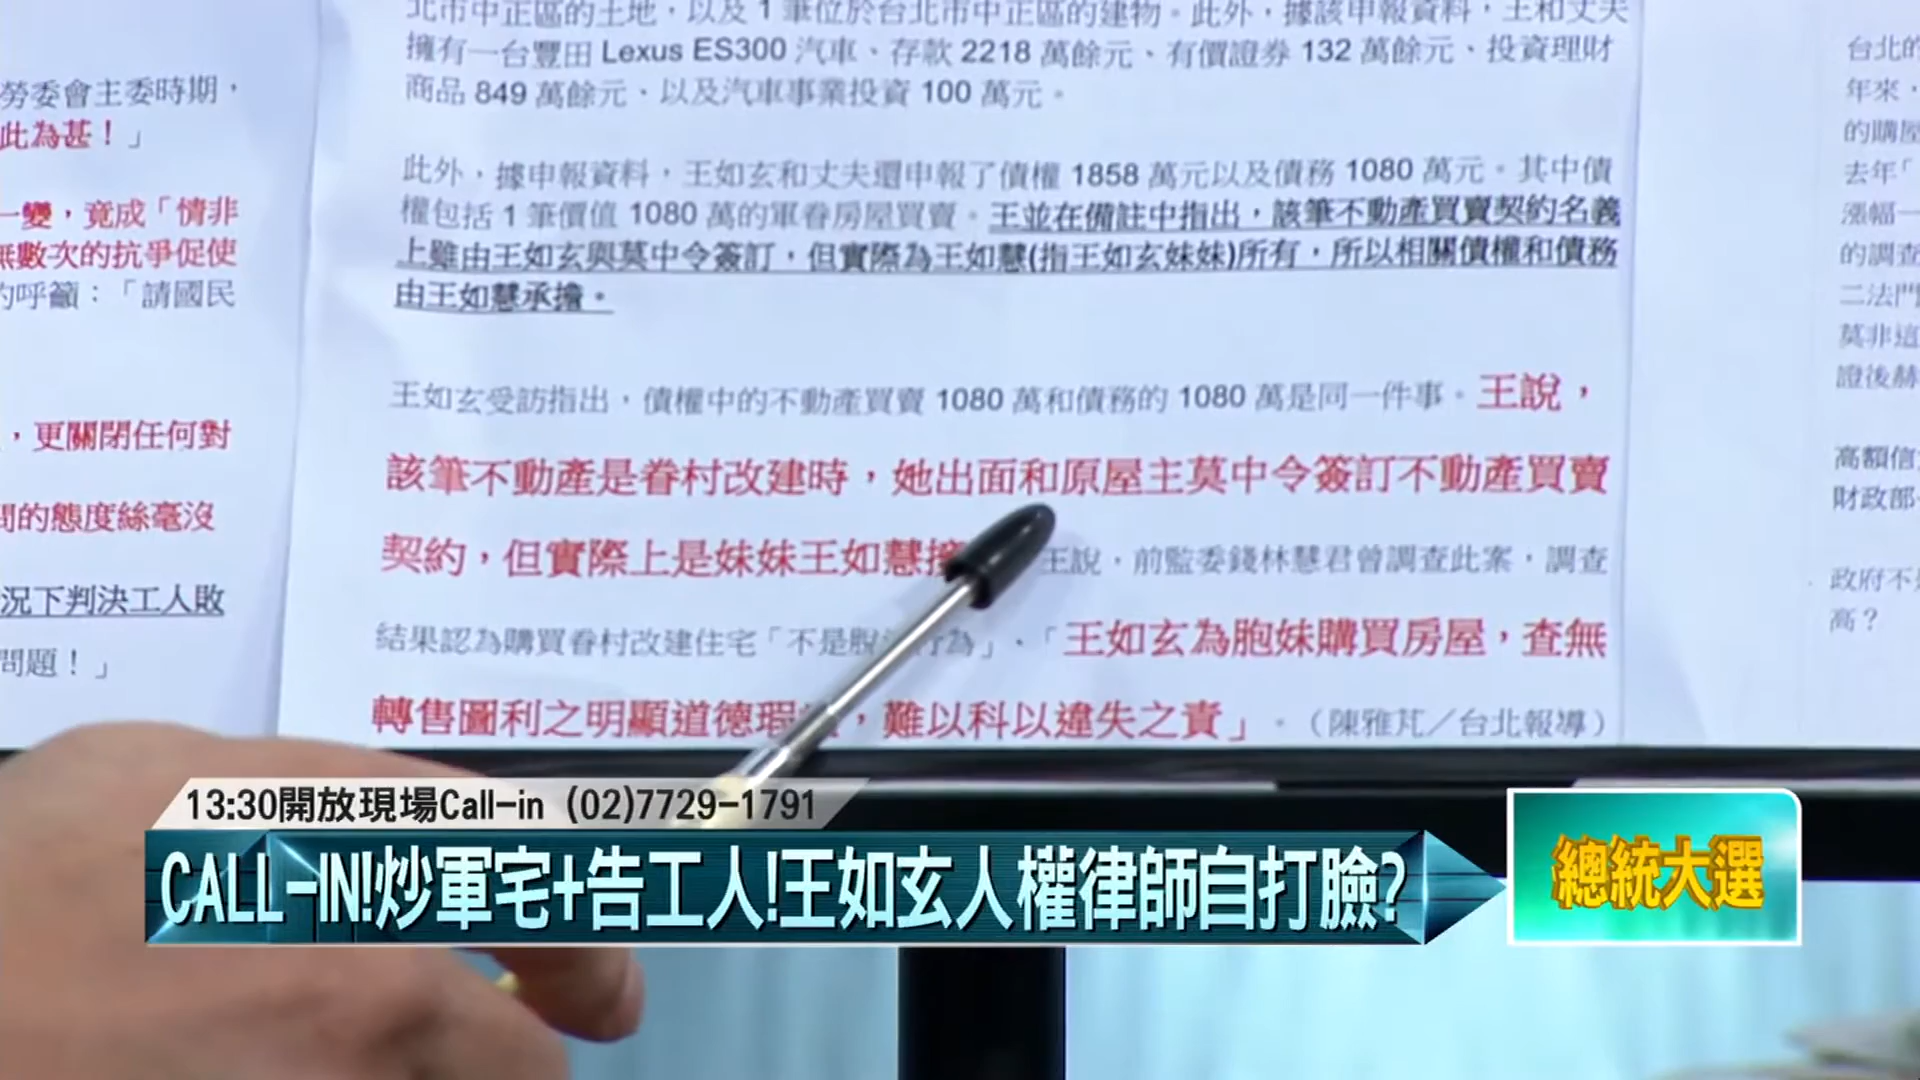 勞委會主委時期，
此為甚！」
一變，竟成「情非
無數次的抗爭促使
的呼籲：「請國民
，更關閉任何對
間的態度絲毫沒
況下判決工人敗
問題！」
北市中正區的土地，以及 1 筆位於台北市中正區的建物。此外，據該申報資料，王和丈夫
擁有一台豐田 Lexus ES300 汽車、存款 2218 萬餘元、有價證券 132 萬餘元、投資理財
商品 849 萬餘元、以及汽車事業投資 100 萬元。
此外，據申報資料，王如玄和丈夫還申報了債權 1858 萬元以及債務 1080 萬元。其中債
權包括 1 筆價值 1080 萬的軍眷房屋買賣。王並在備註中指出，該筆不動產買賣契約名義
上雖由王如玄與莫中令簽訂，但實際為王如慧(指王如玄妹妹)所有，所以相關債權和債務
由王如慧承擔。
王如玄受訪指出，債權中的不動產買賣 1080 萬和債務的 1080 萬是同一件事。王說，
該筆不動產是眷村改建時，她出面和原屋主莫中令簽訂不動產買賣
契約，但實際上是妹妹王如慧擁 王說，前監委錢林慧君曾調查此案，調查
結果認為購買眷村改建住宅「不是脫法行為」、「王如玄為胞妹購買房屋，查無
轉售圖利之明顯道德瑕 ，難以科以違失之責」。（陳雅芃／台北報導）
台北的
年來，
的購屋
去年「
漲幅一
的調查
二法門
莫非這
證後赫
高額信
財政部
政府不是
高？
13:30開放現場Call-in (02)7729-1791
CALL-IN!炒軍宅+告工人!王如玄人權律師自打臉?
總統大選